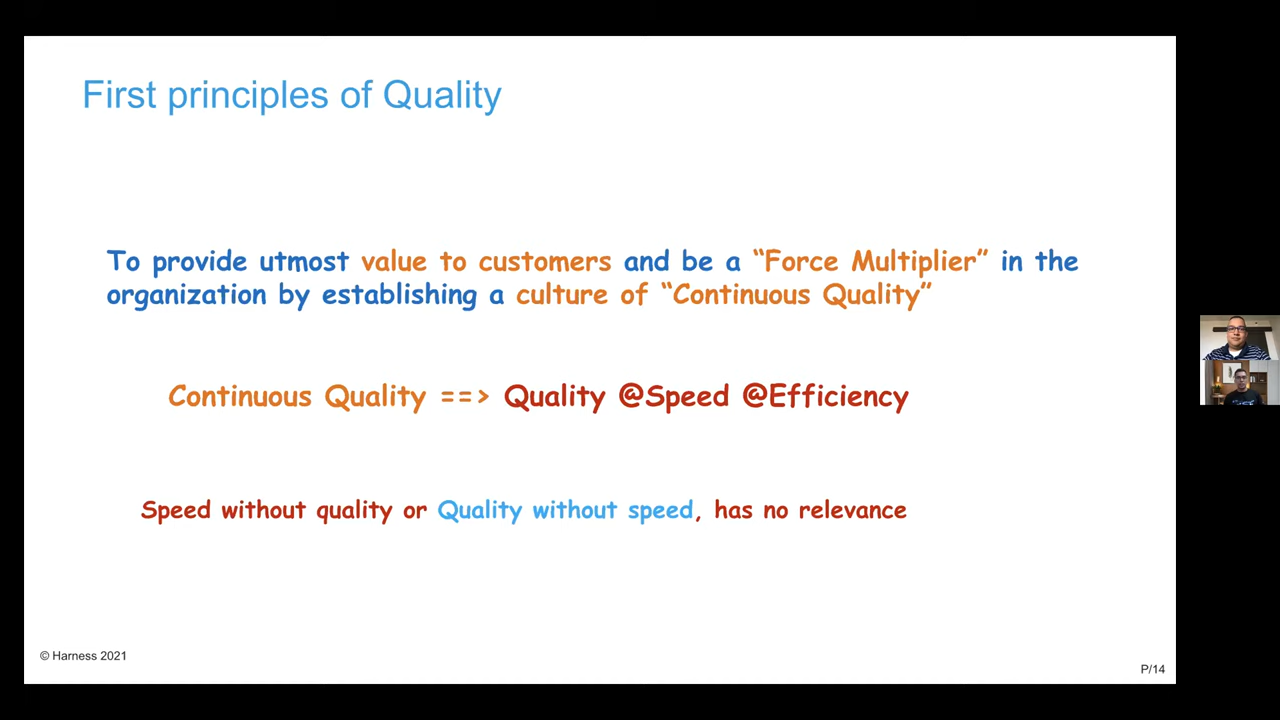 First principles of Quality
To provide utmost value to customers and be a “Force Multiplier” in the
organization by establishing a culture of “Continuous Quality”
Continuous Quality ==> Quality @Speed @Efficiency
Speed without quality or Quality without speed, has no relevance
© Harness 2021
P/14